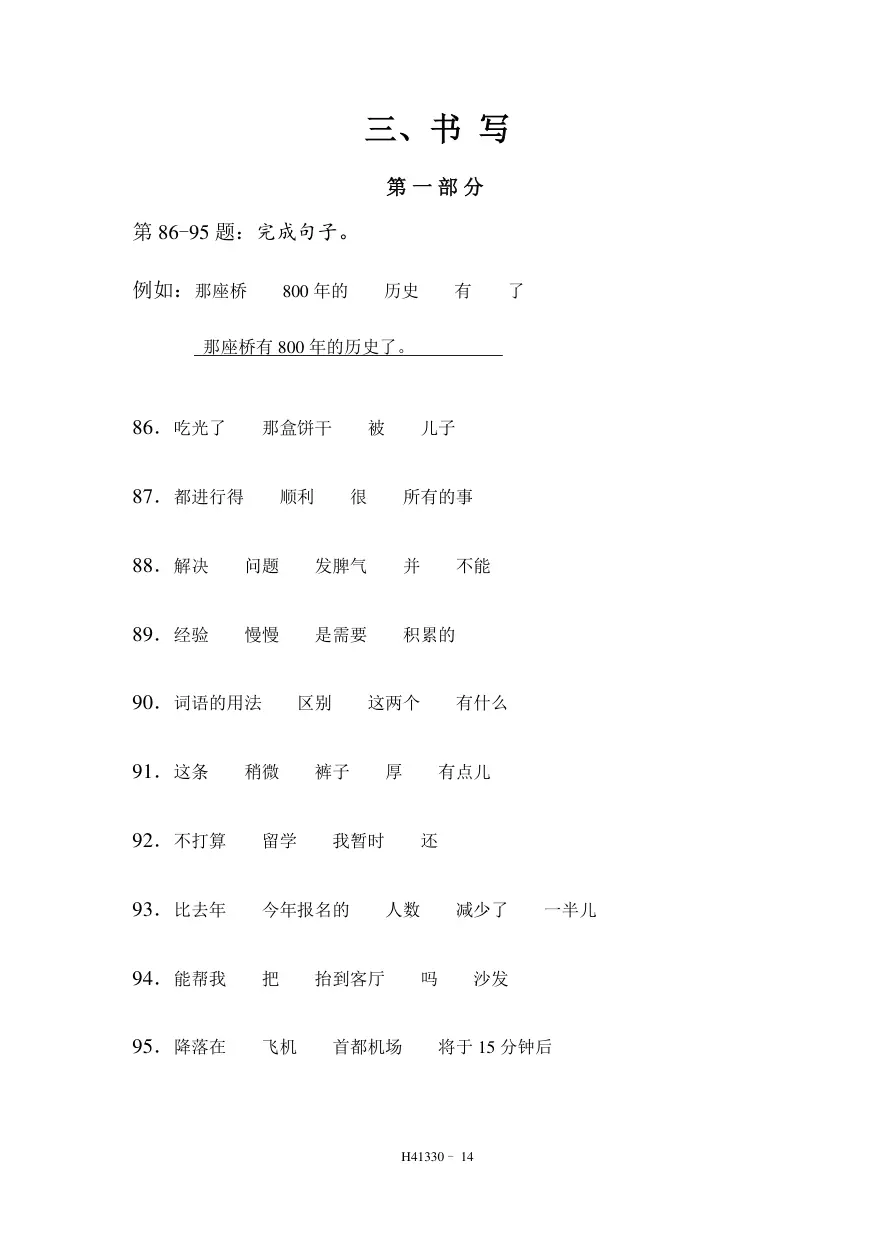 三、书 写
第 一 部 分
第 86-95 题：完成句子。
例如：那座桥 800 年的 历史 有 了
那座桥有 800 年的历史了。
86．吃光了 那盒饼干 被 儿子
87．都进行得 顺利 很 所有的事
88．解决 问题 发脾气 并 不能
89．经验 慢慢 是需要 积累的
90．词语的用法 区别 这两个 有什么
91．这条 稍微 裤子 厚 有点儿
92．不打算 留学 我暂时 还
93．比去年 今年报名的 人数 减少了 一半儿
94．能帮我 把 抬到客厅 吗 沙发
95．降落在 飞机 首都机场 将于 15 分钟后
H41330﹣ 14